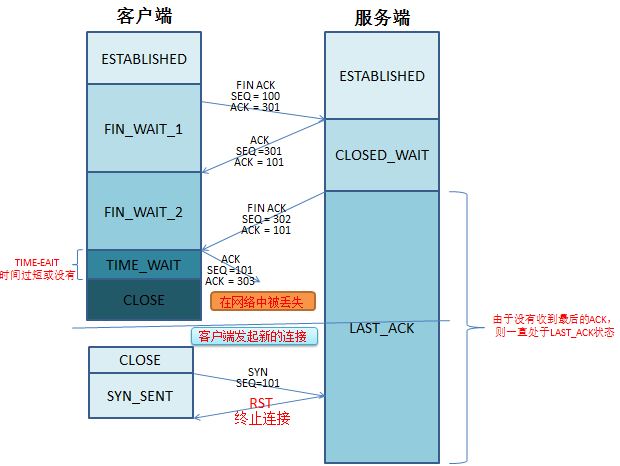 客户端
服务端
ESTABLISHED
ESTABLISHED
FIN ACK
SEQ = 100
ACK = 301
FIN_WAIT_1
ACK
SEQ =301
ACK = 101
CLOSED_WAIT
FIN_WAIT_2
FIN ACK
SEQ = 302
ACK = 101
TIME-EAIT
时间过短或没有
TIME_WAIT
ACK
SEQ=101
ACK = 303
CLOSE
在网络中被丢失
客户端发起新的连接
LAST_ACK
由于没有收到最后的ACK，
则一直处于LAST_ACK状态
CLOSE
SYN
SEQ=101
SYN_SENT
RST
终止连接